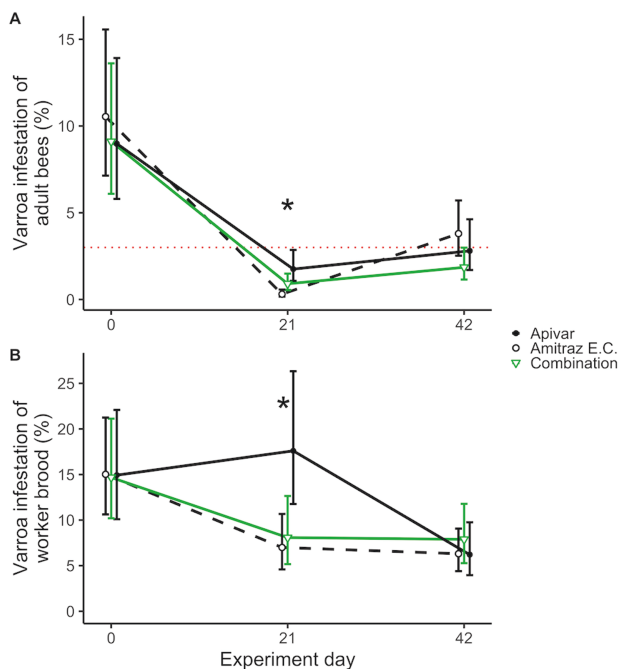 A
Varroa infestation of
adult bees (%)
15
10
5
0
*
0
21
42
B
Varroa infestation of
worker brood (%)
25
20
15
10
5
0
*
0
21
42
Experiment day
Apivar
Amitraz E.C.
Combination